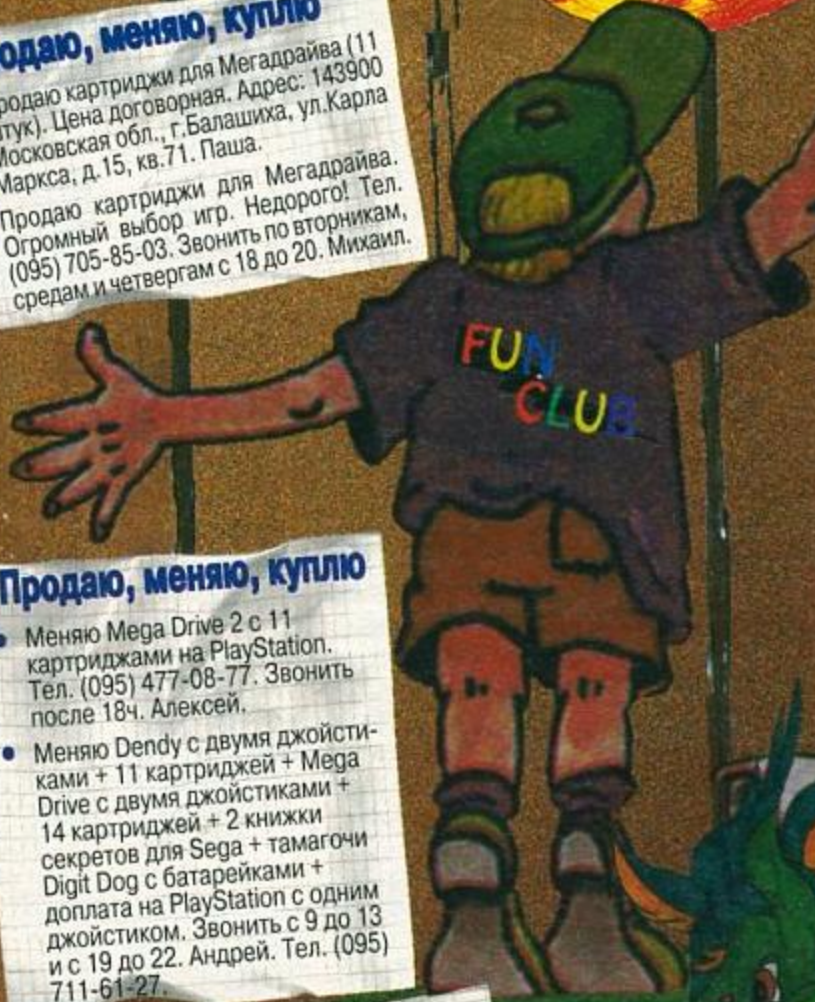 одаю, меняю, куплю
родаю картриджи для Мегадрайва (11
тук). Цена договорная. Адрес: 143900
Московская обл., г.Балашиха, ул.Карла
Маркса, д.15, кв.71. Паша.
Продаю картриджи для Мегадрайва.
Огромный выбор игр. Недорого! Тел.
(095) 705-85-03. Звонить по вторникам,
средам и четвергам с 18 до 20. Михаил.
FUN
CLUB
Продаю, меняю, куплю
• Меняю Mega Drive 2 с 11
картриджами на PlayStation.
Тел. (095) 477-08-77. Звонить
после 18ч. Алексей.
• Меняю Dendy с двумя джойсти-
ками + 11 картриджей + Mega
Drive с двумя джойстиками +
14 картриджей + 2 книжки
секретов для Sega + тамагочи
Digit Dog с батарейками +
доплата на PlayStation с одним
джойстиком. Звонить с 9 до 13
и с 19 до 22. Андрей. Тел. (095)
711-61-27.